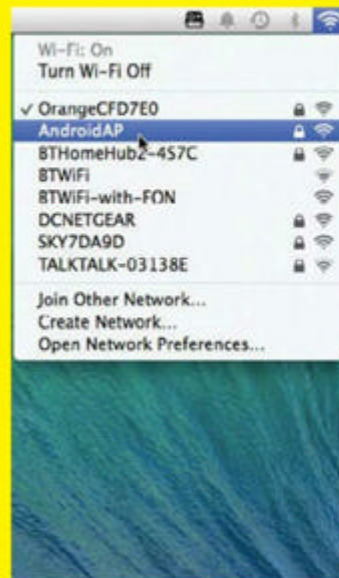 Wi-Fi: On
Turn Wi-Fi Off
✓ OrangeCFD7E0
AndroidAP
BTHomeHub2-457C
BTWiFi
BTWiFi-with-FON
DCNETGEAR
SKY7DA9D
TALKTALK-03138E
Join Other Network...
Create Network...
Open Network Preferences...